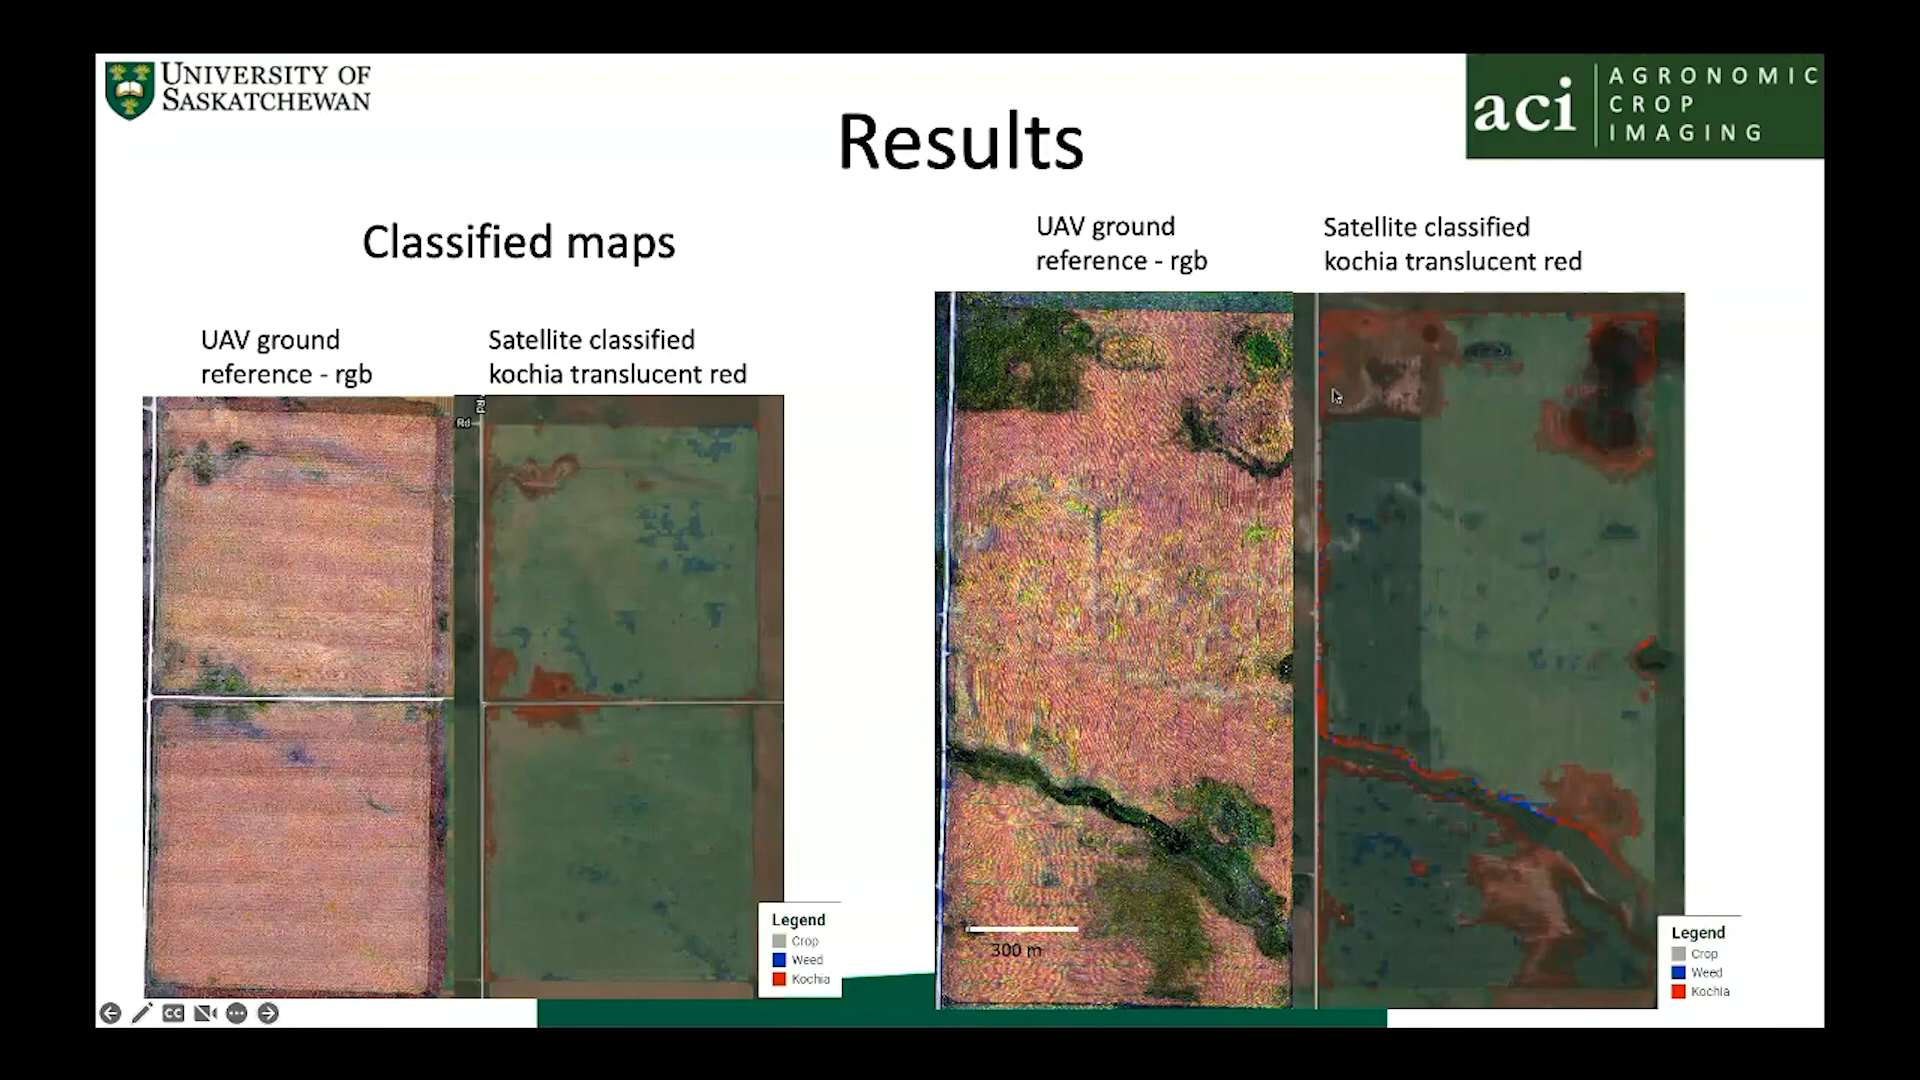 UNIVERSITY OF
SASKATCHEWAN
aci
AGRONOMIC
CROP
IMAGING
Results
Classified maps
UAV ground
reference - rgb
Satellite classified
kochia translucent red
UAV ground
reference - rgb
Satellite classified
kochia translucent red
Rd
Rd
Legend
Crop
Weed
Kochia
300 m
Legend
Crop
Weed
Kochia
CC